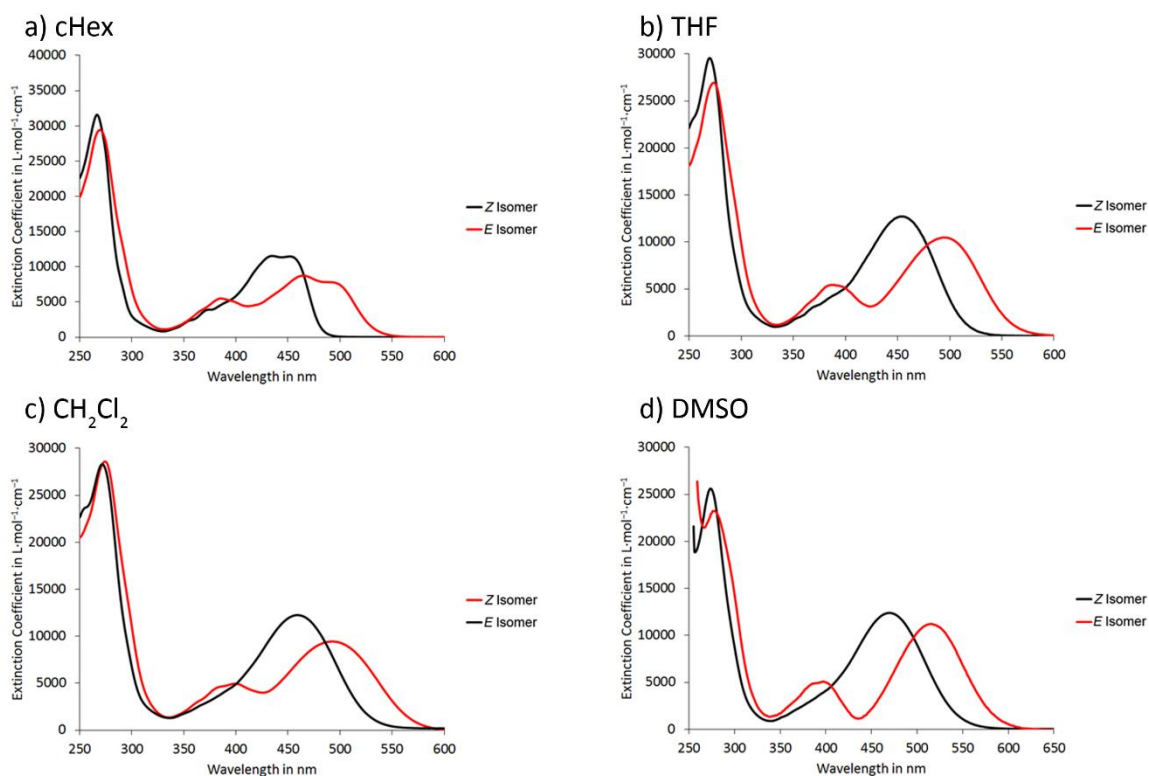 a) cHex
Extinction Coefficient in L·mol⁻¹·cm⁻¹
40000
35000
30000
25000
20000
15000
10000
5000
0
250 300 350 400 450 500 550 600
Wavelength in nm
Z Isomer
E Isomer
b) THF
Extinction Coefficient in L·mol⁻¹·cm⁻¹
30000
25000
20000
15000
10000
5000
0
250 300 350 400 450 500 550 600
Wavelength in nm
Z Isomer
E Isomer
c) CH₂Cl₂
Extinction Coefficient in L·mol⁻¹·cm⁻¹
30000
25000
20000
15000
10000
5000
0
250 300 350 400 450 500 550 600
Wavelength in nm
Z Isomer
E Isomer
d) DMSO
Extinction Coefficient in L·mol⁻¹·cm⁻¹
30000
25000
20000
15000
10000
5000
0
250 300 350 400 450 500 550 600 650
Wavelength in nm
Z Isomer
E Isomer